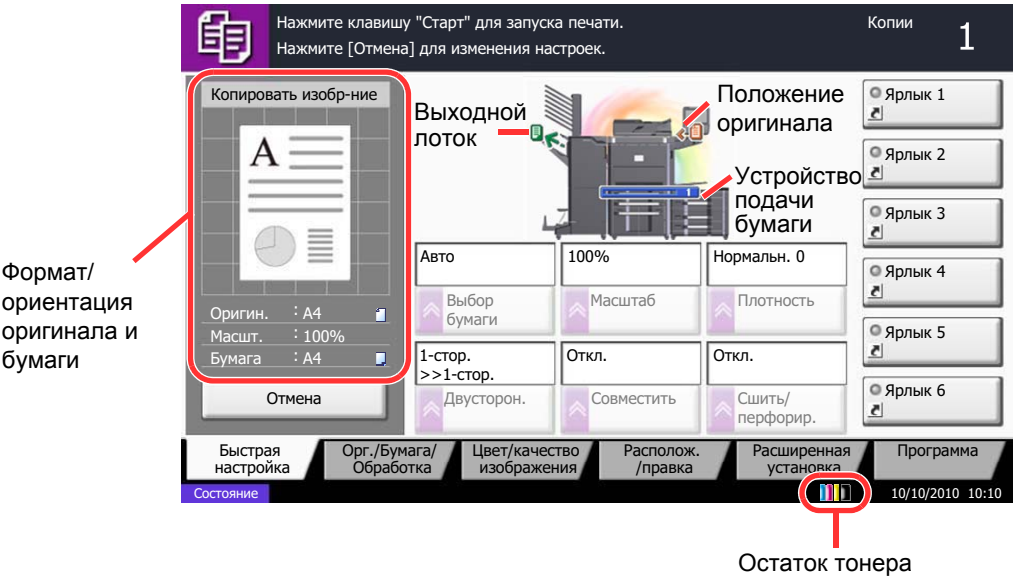 Нажмите клавишу "Старт" для запуска печати.
Нажмите [Отмена] для изменения настроек.
Копии
1
Копировать изобр-ние
A
Оригин. : A4
Масшт. : 100%
Бумага : A4
Отмена
Формат/
ориентация
оригинала и
бумаги
Выходной
лоток
Положение
оригинала
Устройство
подачи
бумаги
1
Авто
100%
Нормальн. 0
Выбор
бумаги
Масштаб
Плотность
1-стор.
>>1-стор.
Откл.
Откл.
Двусторон.
Совместить
Сшить/
перфорир.
Ярлык 1
Ярлык 2
Ярлык 3
Ярлык 4
Ярлык 5
Ярлык 6
Быстрая
настройка
Орг./Бумага/
Обработка
Цвет/качество
изображения
Располож.
/правка
Расширенная
установка
Программа
Состояние
10/10/2010 10:10
Остаток тонера